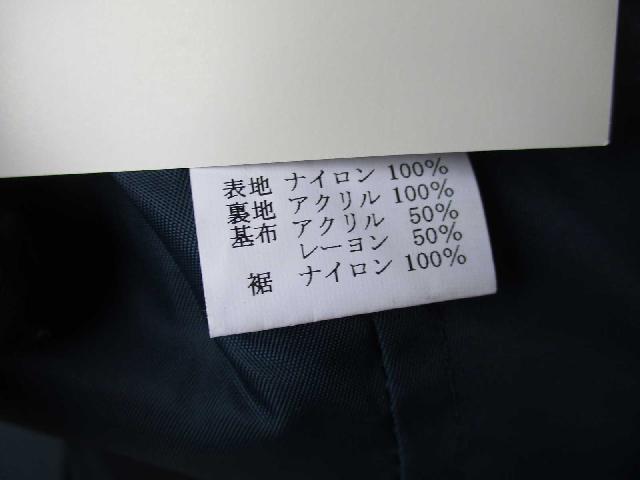 表地 ナイロン 100%
裏地 アクリル 100%
基布 アクリル 50%
レーヨン 50%
裾 ナイロン 100%